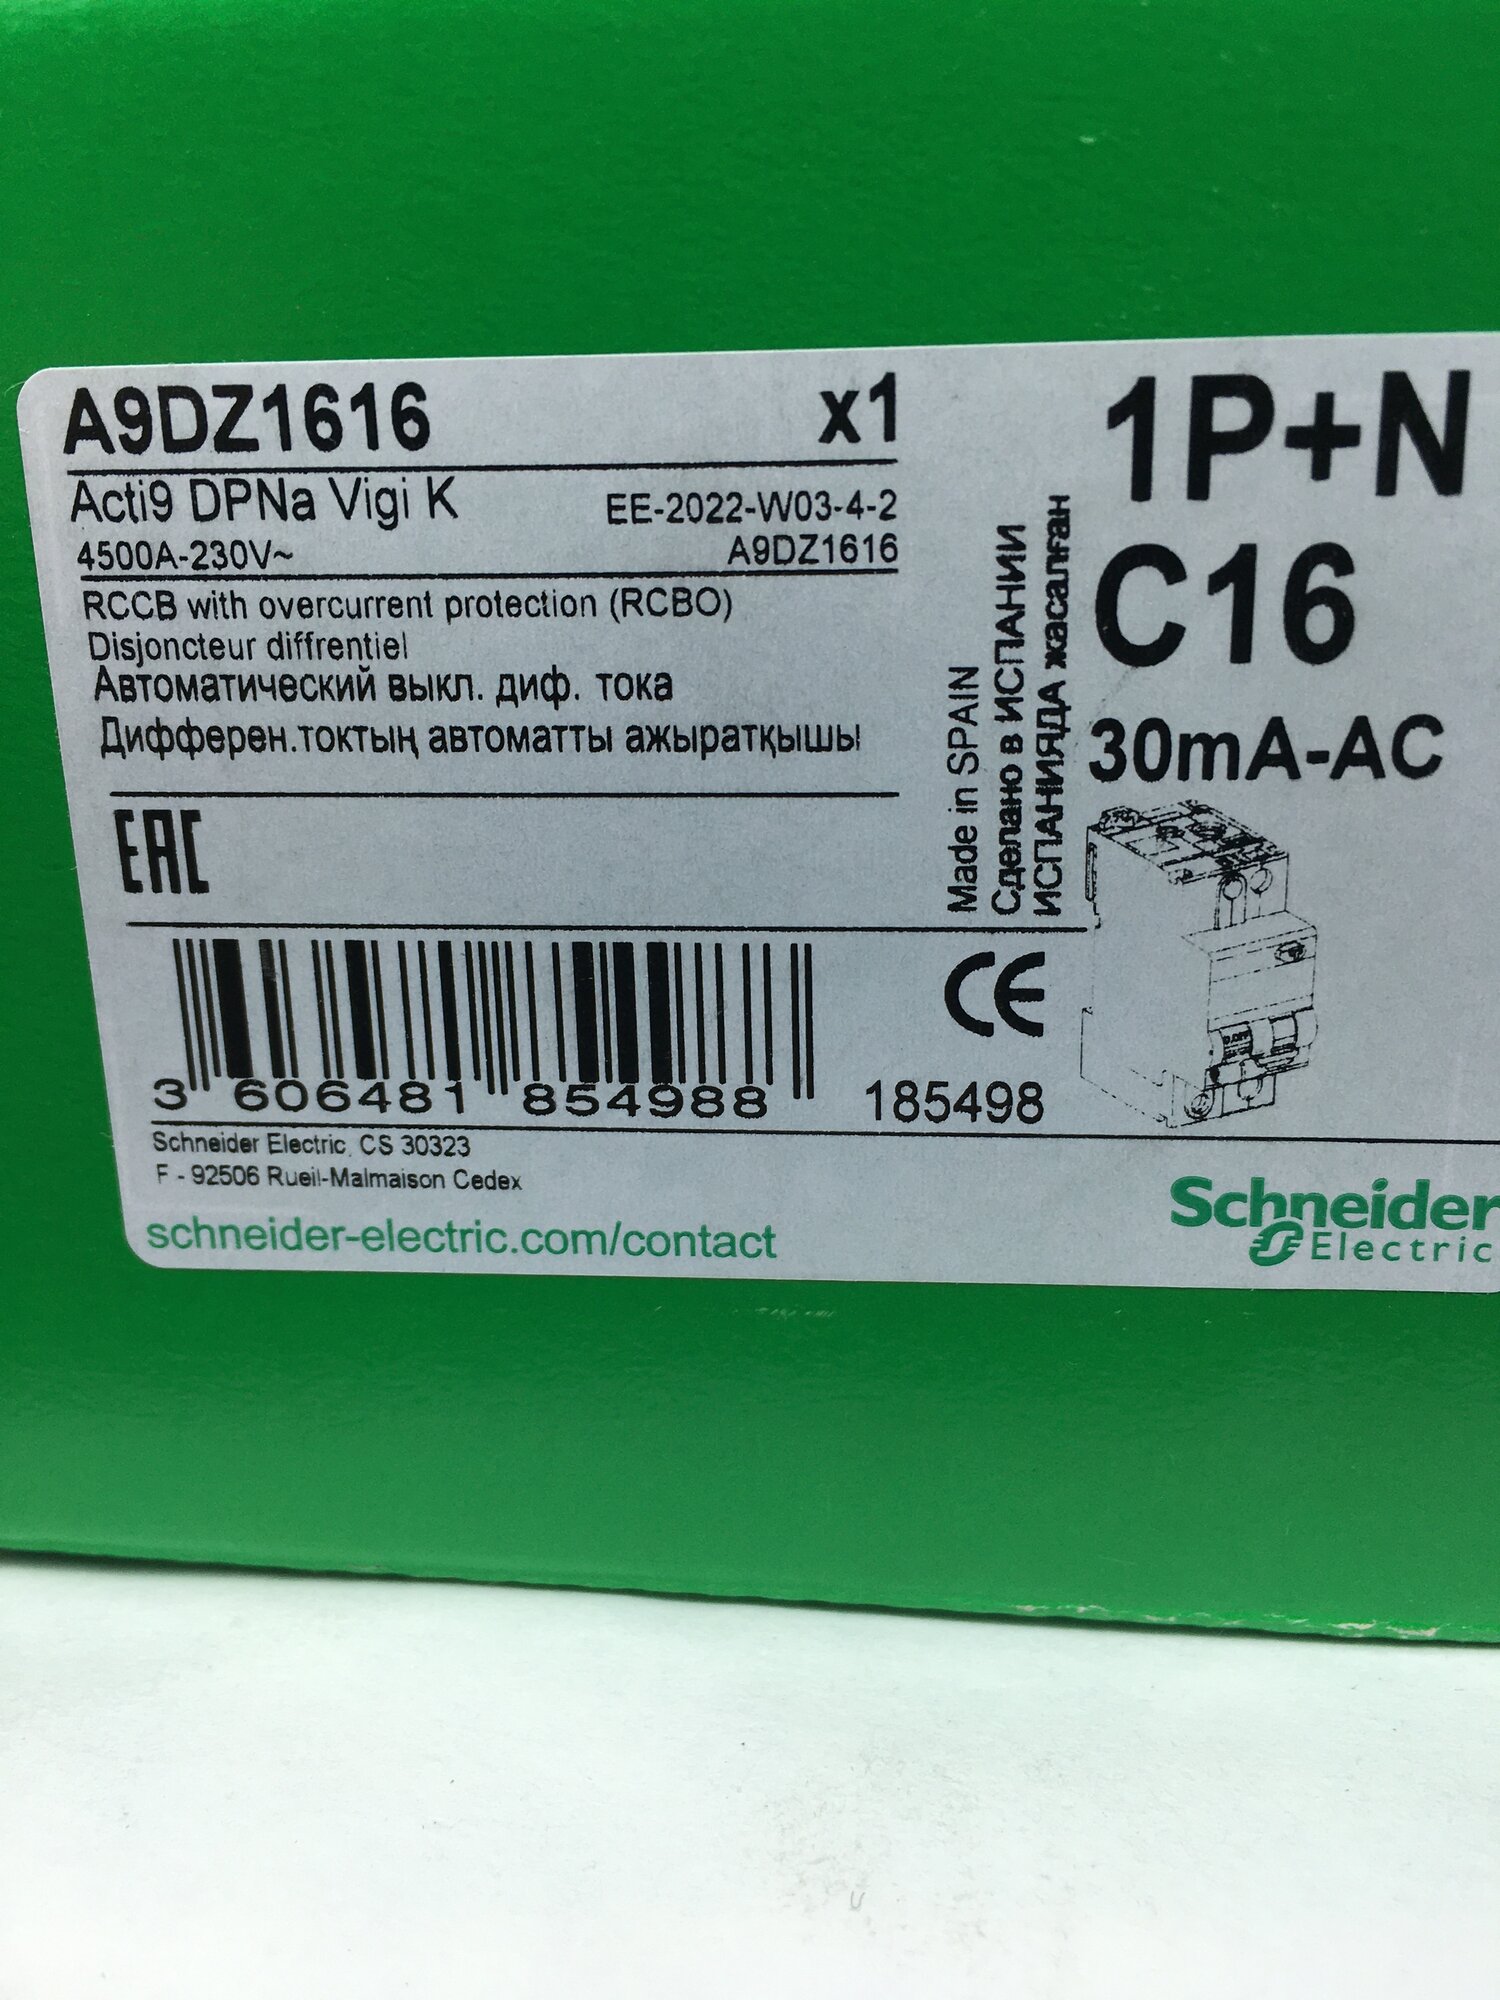 A9DZ1616 x1
Acti9 DPNa Vigi K EE-2022-W03-4-2
4500A-230V~ A9DZ1616
RCCB with overcurrent protection (RCBO)
Disjoncteur diffrentiel
Автоматический выкл. диф. тока
Дифферен.токтың автоматты ажыратқышы
EAC
Made in SPAIN
Сделано в ИСПАНИИ
ИСПАНИЯДА жасалған
1P+N
C16
30mA-AC
CE
3 606481 854988 185498
Schneider Electric, CS 30323
F - 92506 Rueil-Malmaison Cedex
schneider-electric.com/contact
Schneider
Electric